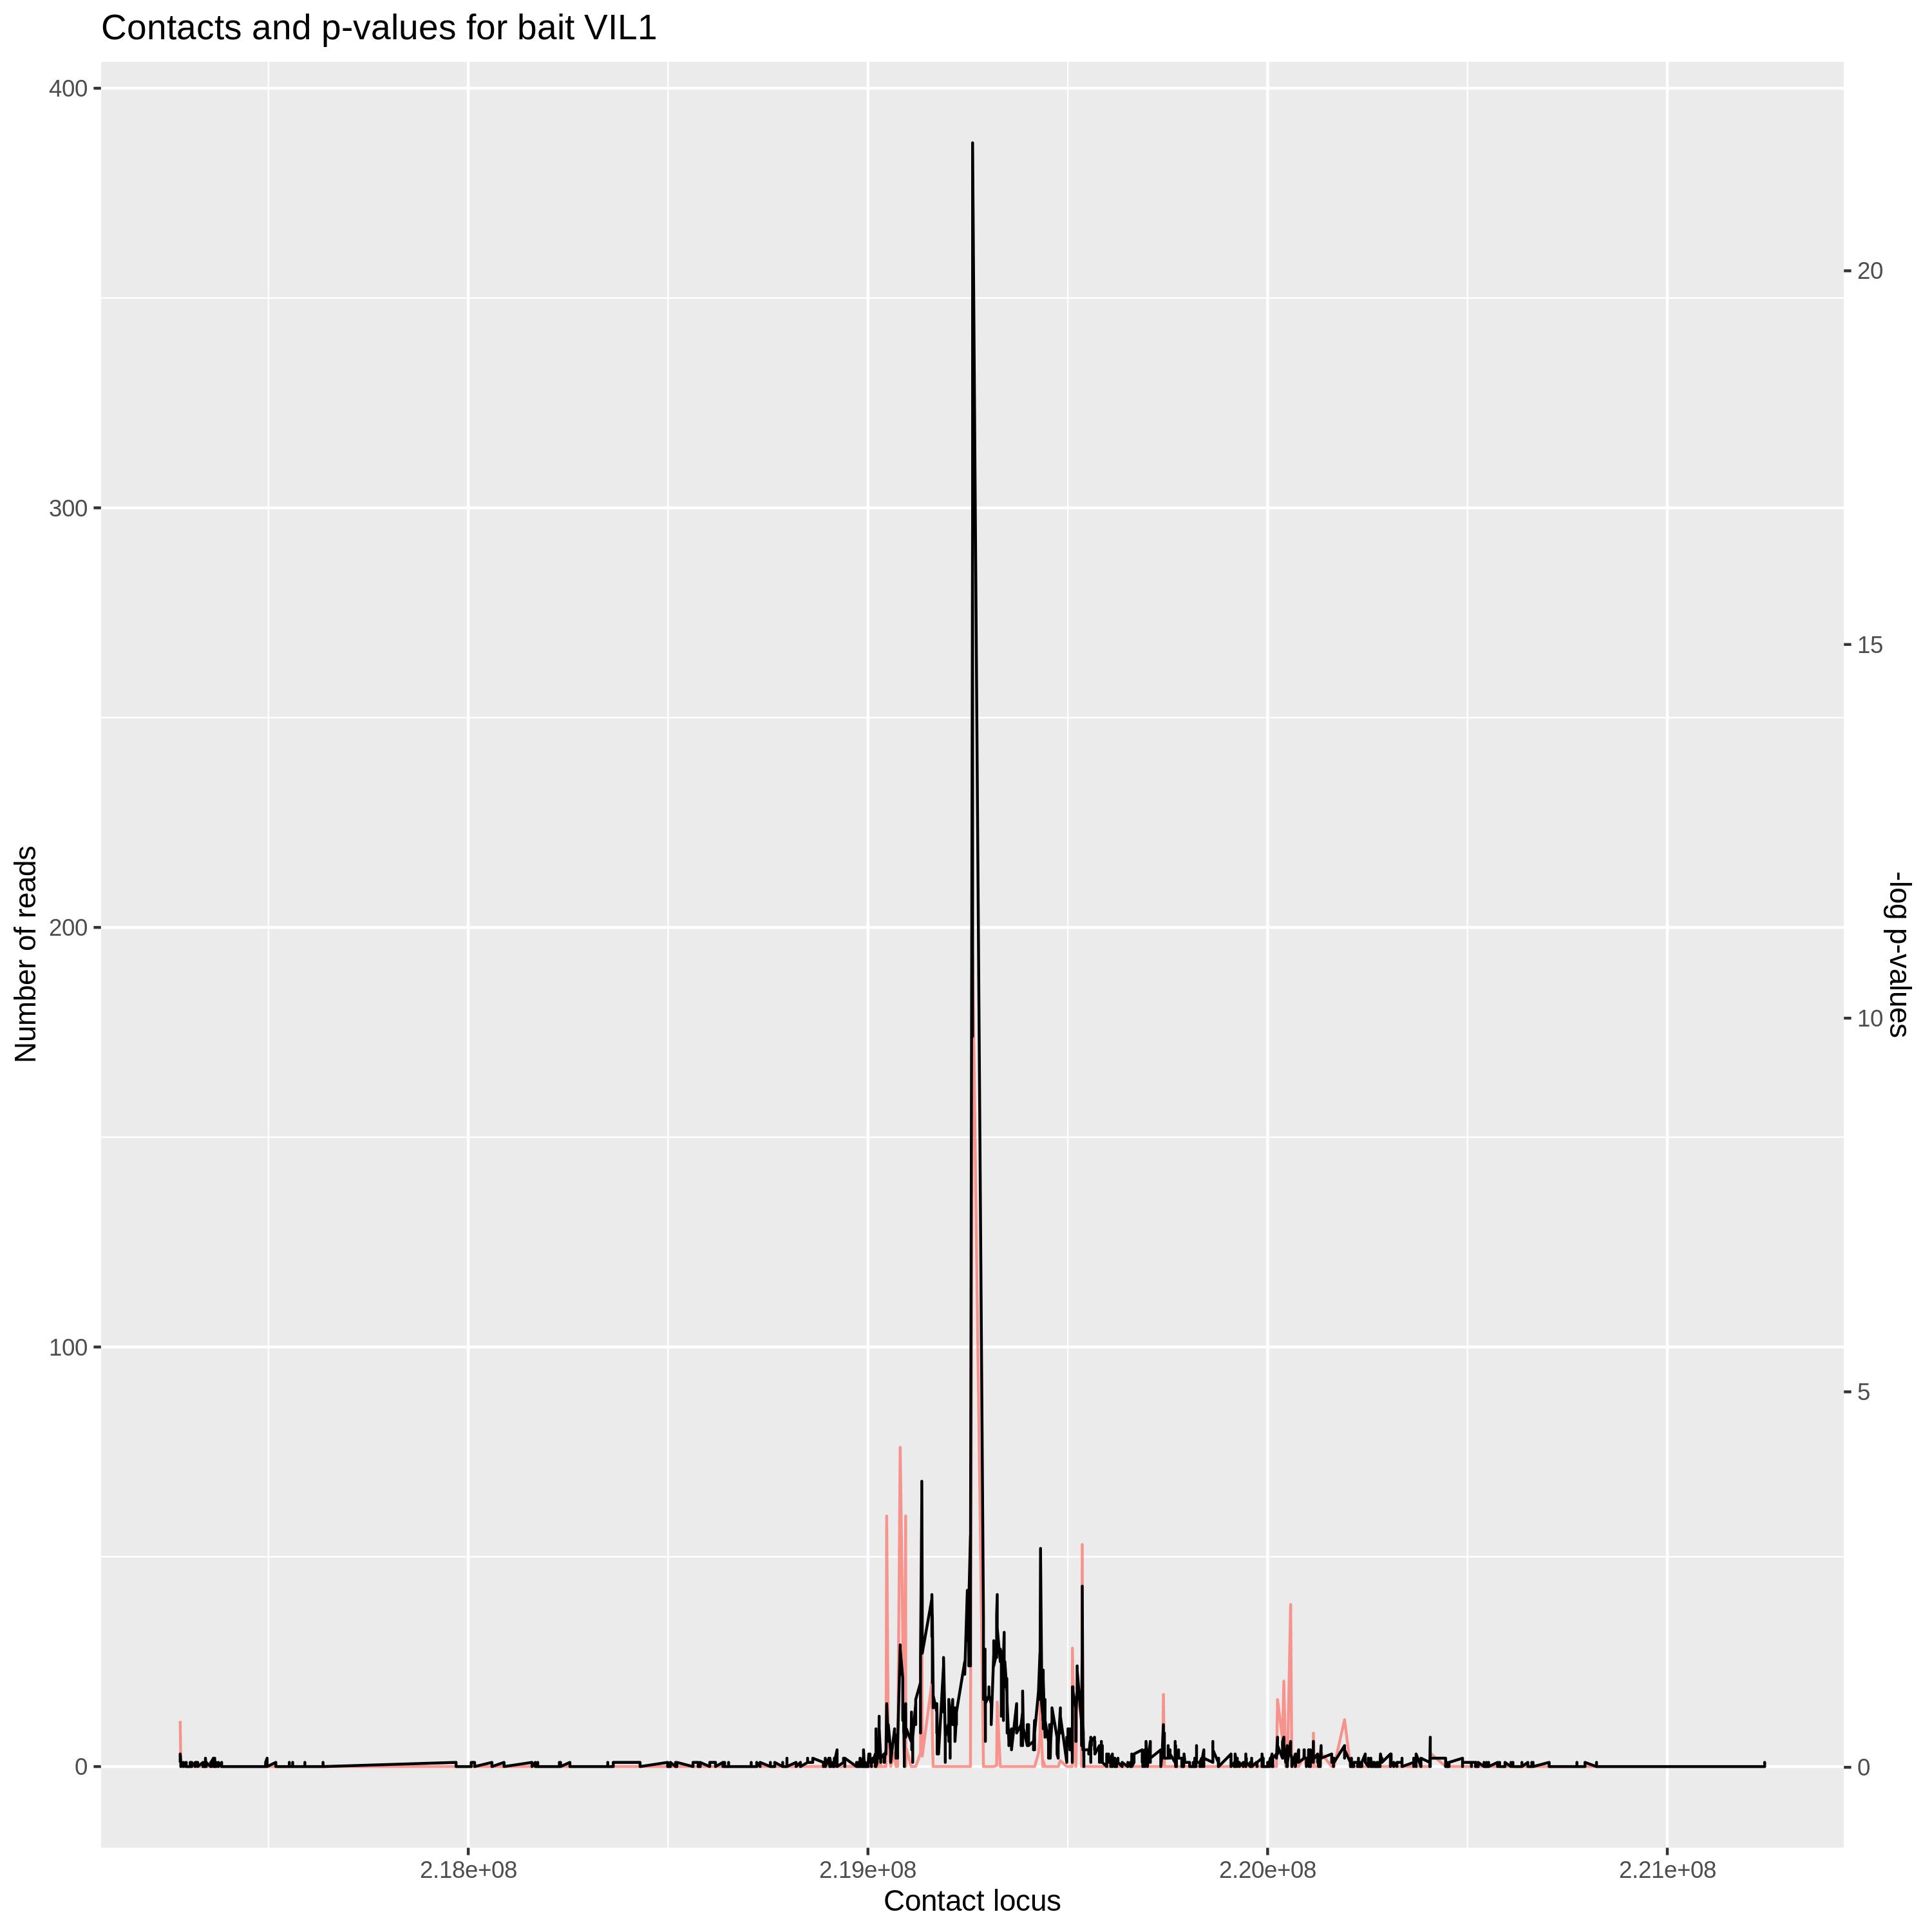 Contacts and p-values for bait VIL1
400
300
200
100
0
Number of reads
20
15
10
5
0
-log p-values
2.18e+08
2.19e+08
2.20e+08
2.21e+08
Contact locus